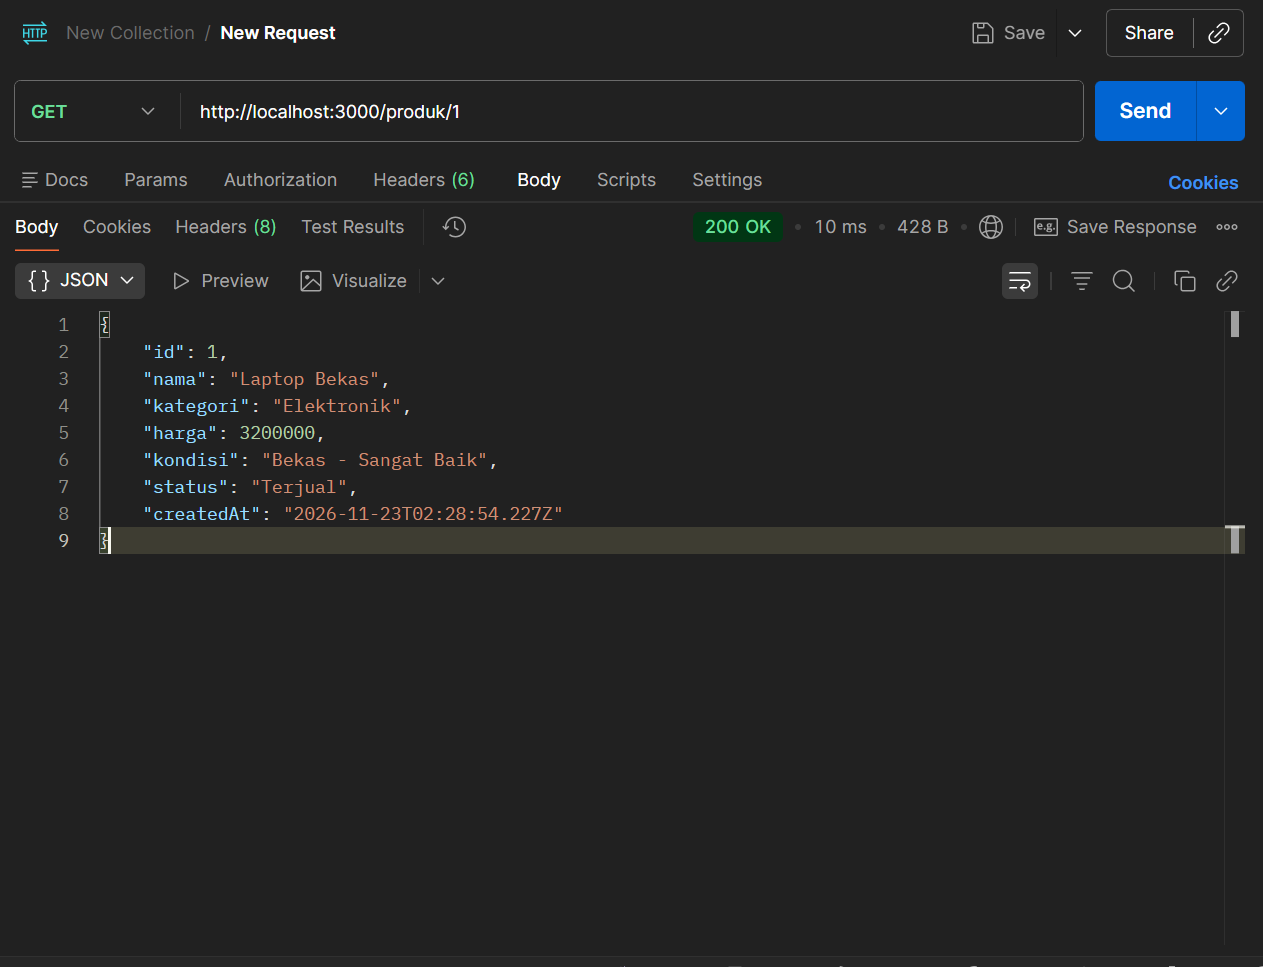 HTTP New Collection / New Request Save Share
GET http://localhost:3000/produk/1 Send
Docs Params Authorization Headers (6) Body Scripts Settings Cookies
Body Cookies Headers (8) Test Results 200 OK • 10 ms • 428 B • e.g. Save Response
{} JSON Preview Visualize
1 {
2 "id": 1,
3 "nama": "Laptop Bekas",
4 "kategori": "Elektronik",
5 "harga": 3200000,
6 "kondisi": "Bekas - Sangat Baik",
7 "status": "Terjual",
8 "createdAt": "2026-11-23T02:28:54.227Z"
9 }